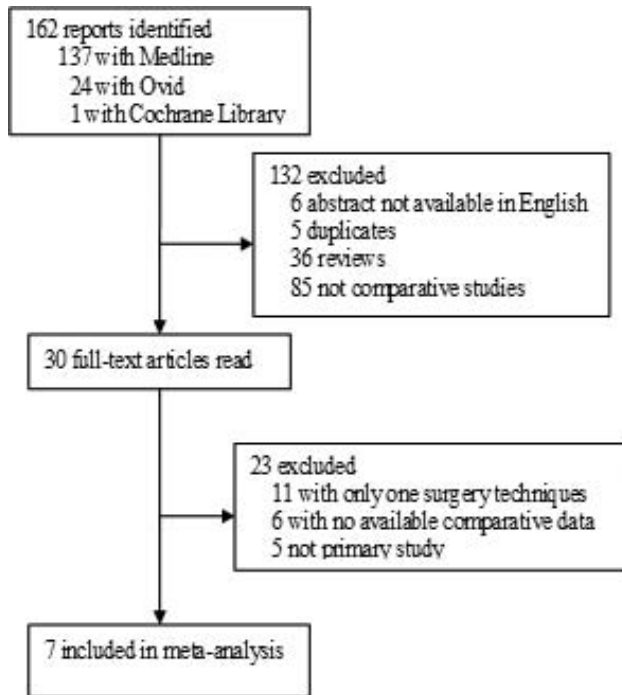 162 reports identified
137 with Medline
24 with Ovid
1 with Cochrane Library
132 excluded
6 abstract not available in English
5 duplicates
36 reviews
85 not comparative studies
30 full-text articles read
23 excluded
11 with only one surgery techniques
6 with no available comparative data
5 not primary study
7 included in meta-analysis